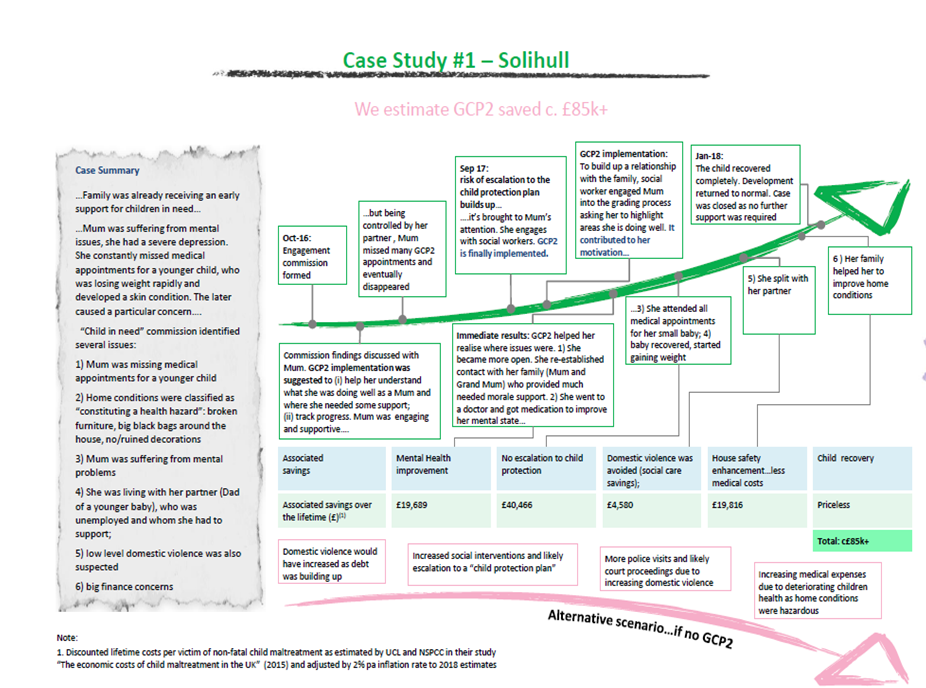 Case Study #1 – Solihull
We estimate GCP2 saved c. £85k+
Case Summary
...Family was already receiving an early
support for children in need...
...Mum was suffering from mental
issues, she had a severe depression.
She constantly missed medical
appointments for a younger child, who
was losing weight rapidly and
developed a skin condition. The later
caused a particular concern....
"Child in need" commission identified
several issues:
1) Mum was missing medical
appointments for a younger child
2) Home conditions were classified as
"constituting a health hazard": broken
furniture, big black bags around the
house, no/ruined decorations
3) Mum was suffering from mental
problems
4) She was living with her partner (Dad
of a younger baby), who was
unemployed and whom she had to
support;
5) low level domestic violence was also
suspected
6) big finance concerns
Oct-16:
Engagement
commission
formed
...but being
controlled by her
partner , Mum
missed many GCP2
appointments and
eventually
disappeared
Sep 17:
risk of escalation to the
child protection plan
builds up...
....it's brought to Mum's
attention. She engages
with social workers. GCP2
is finally implemented.
GCP2 implementation:
To build up a relationship
with the family, social
worker engaged Mum
into the grading process
asking her to highlight
areas she is doing well. It
contributed to her
motivation...
Jan-18:
The child recovered
completely. Development
returned to normal. Case
was closed as no further
support was required
Commission findings discussed with
Mum. GCP2 implementation was
suggested to (i) help her understand
what she was doing well as a Mum and
where she needed some support;
(ii) track progress. Mum was engaging
and supportive....
Immediate results: GCP2 helped her
realise where issues were. 1) She
became more open. She re-established
contact with her family (Mum and
Grand Mum) who provided much
needed morale support. 2) She went to
a doctor and got medication to improve
her mental state...
...3) She attended all
medical appointments
for her small baby; 4)
baby recovered, started
gaining weight
5) She split with
her partner
6 ) Her family
helped her to
improve home
conditions
Associated
savings
Mental Health
improvement
No escalation to child
protection
Domestic violence was
avoided (social care
savings);
House safety
enhancement...less
medical costs
Child recovery
Associated savings over
the lifetime (£)(1)
£19,689
£40,466
£4,580
£19,816
Priceless
Total: c£85k+
Domestic violence would
have increased as debt
was building up
Increased social interventions and likely
escalation to a "child protection plan"
More police visits and likely
court proceedings due to
increasing domestic violence
Increasing medical expenses
due to deteriorating children
health as home conditions
were hazardous
Alternative scenario...if no GCP2
Note:
1. Discounted lifetime costs per victim of non-fatal child maltreatment as estimated by UCL and NSPCC in their study
"The economic costs of child maltreatment in the UK" (2015) and adjusted by 2% pa inflation rate to 2018 estimates